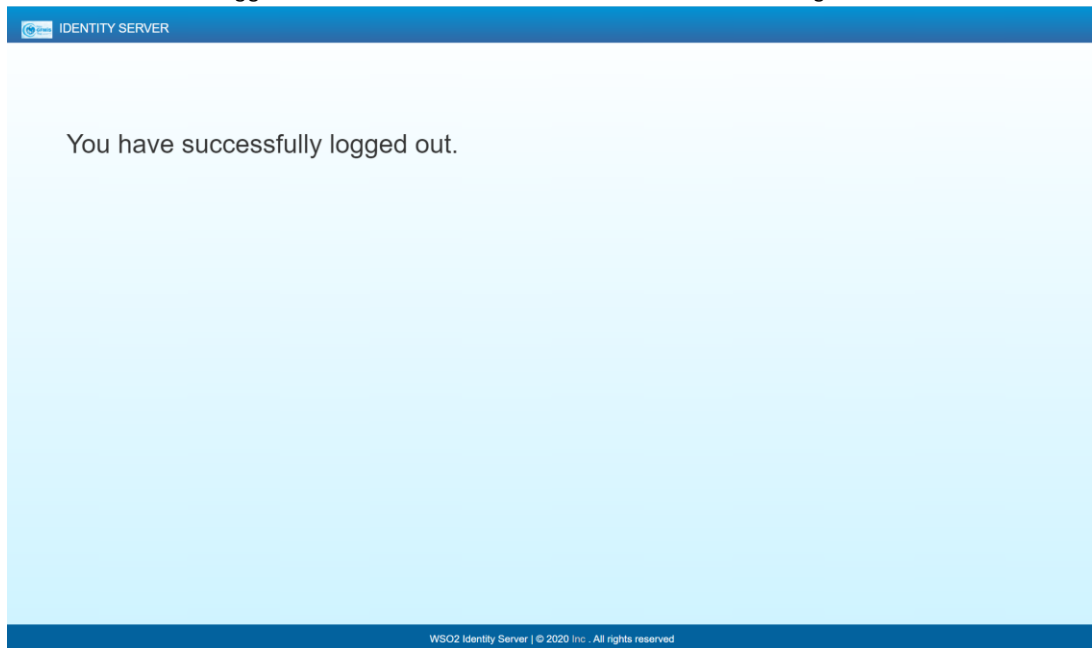 IDENTITY SERVER
You have successfully logged out.
WSO2 Identity Server | © 2020 Inc . All rights reserved